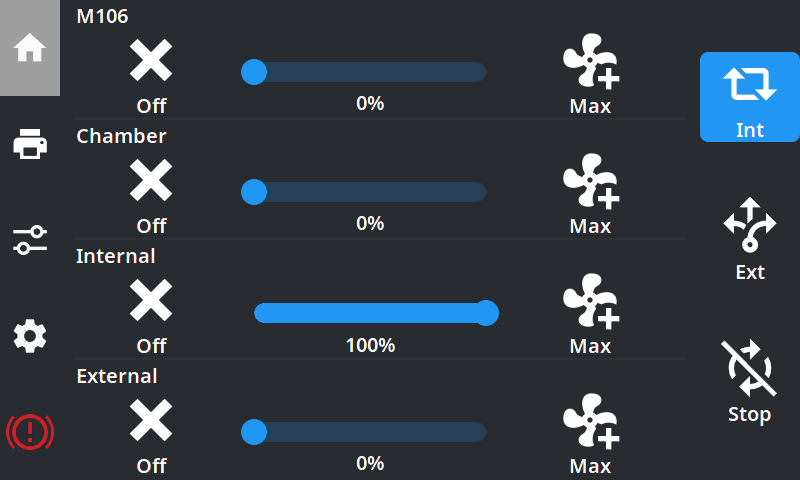 M106
Off
0%
Max
Chamber
Off
0%
Max
Internal
Off
100%
Max
External
Off
0%
Max
Int
Ext
Stop